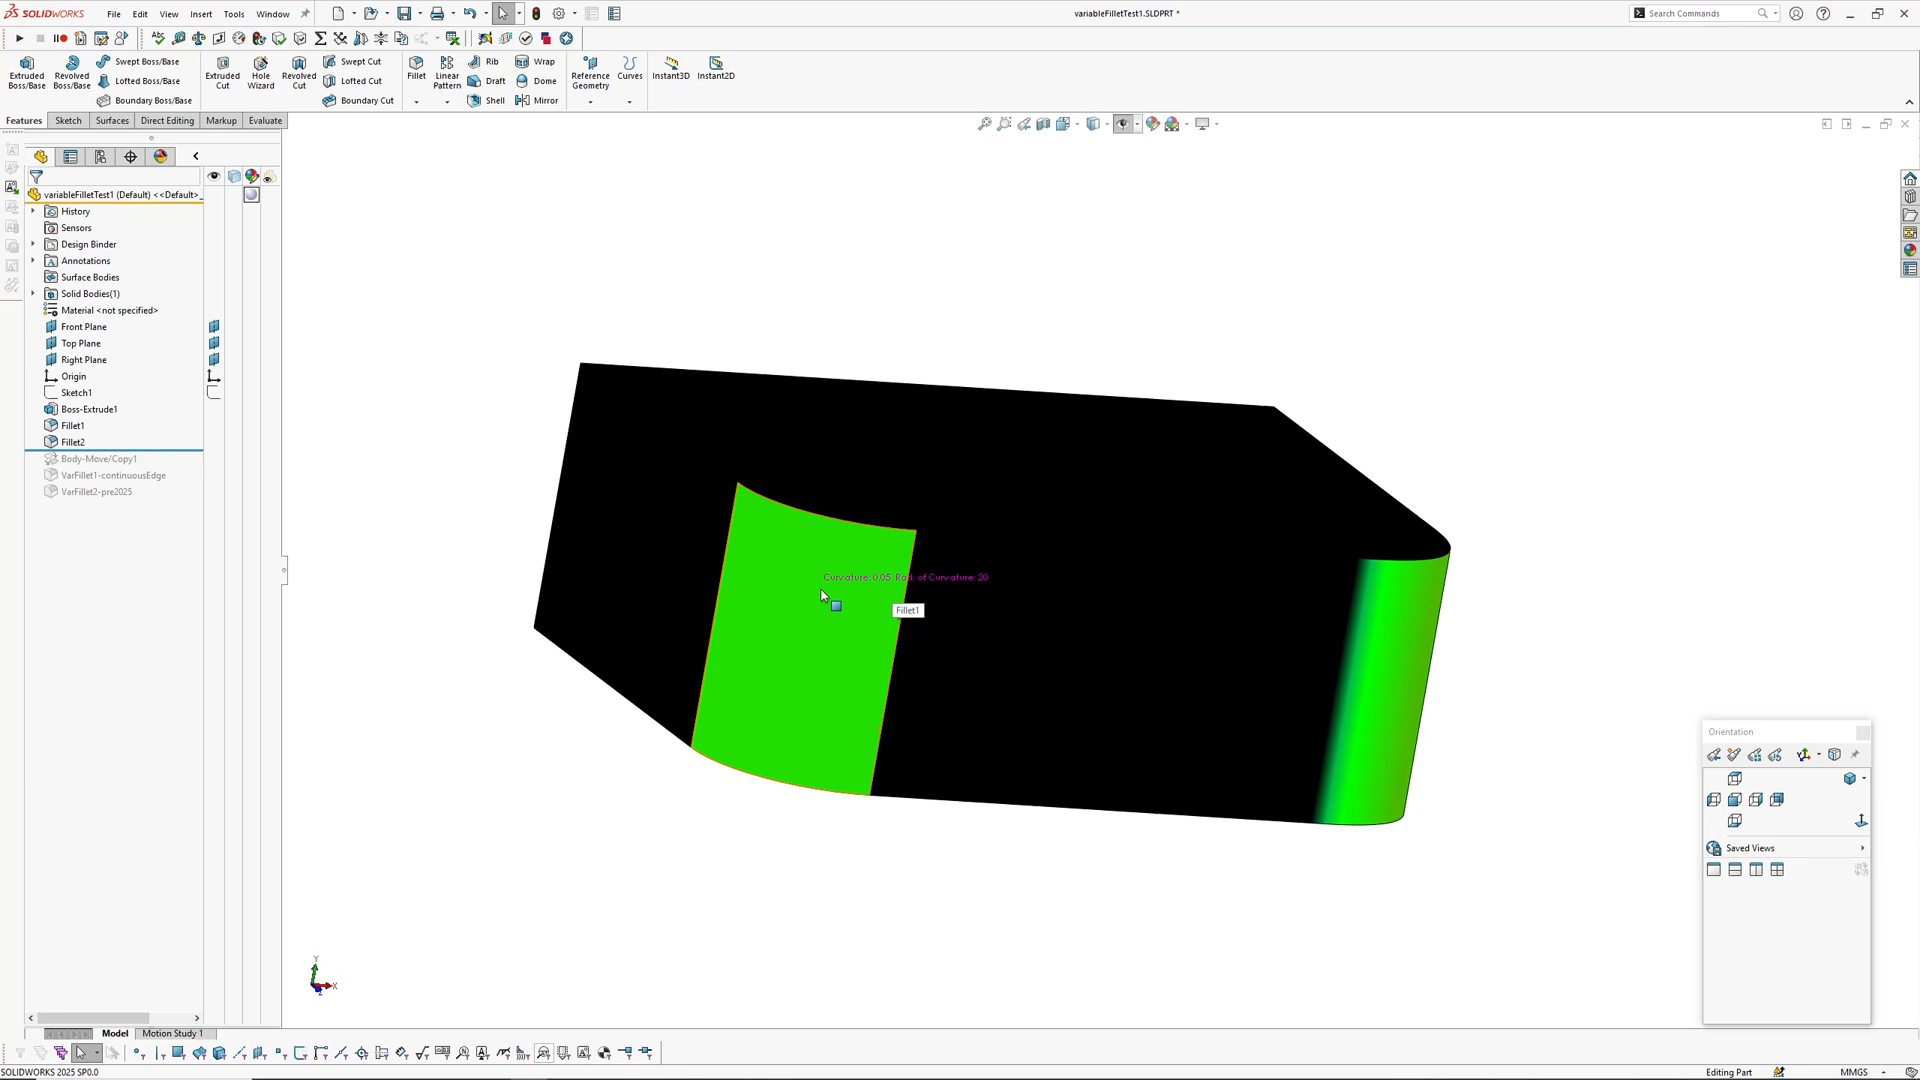 SOLIDWORKS
File
Edit
View
Insert
Tools
Window
variableFilletTest1.SLDPRT *
Search Commands
Extruded Boss/Base
Revolved Boss/Base
Swept Boss/Base
Lofted Boss/Base
Boundary Boss/Base
Extruded Cut
Hole Wizard
Revolved Cut
Swept Cut
Lofted Cut
Boundary Cut
Fillet
Linear Pattern
Rib
Draft
Shell
Wrap
Dome
Mirror
Reference Geometry
Curves
Instant3D
Instant2D
Features
Sketch
Surfaces
Direct Editing
Markup
Evaluate
variableFilletTest1 (Default) <<Default>_
History
Sensors
Design Binder
Annotations
Surface Bodies
Solid Bodies(1)
Material <not specified>
Front Plane
Top Plane
Right Plane
Origin
Sketch1
Boss-Extrude1
Fillet1
Fillet2
Body-Move/Copy1
VarFillet1-continuousEdge
VarFillet2-pre2025
Curvature: 0.05 Rad. of Curvature: 20
Fillet1
Orientation
Saved Views
Y
X
Z
Model
Motion Study 1
SOLIDWORKS 2025 SP0.0
Editing Part
MMGS